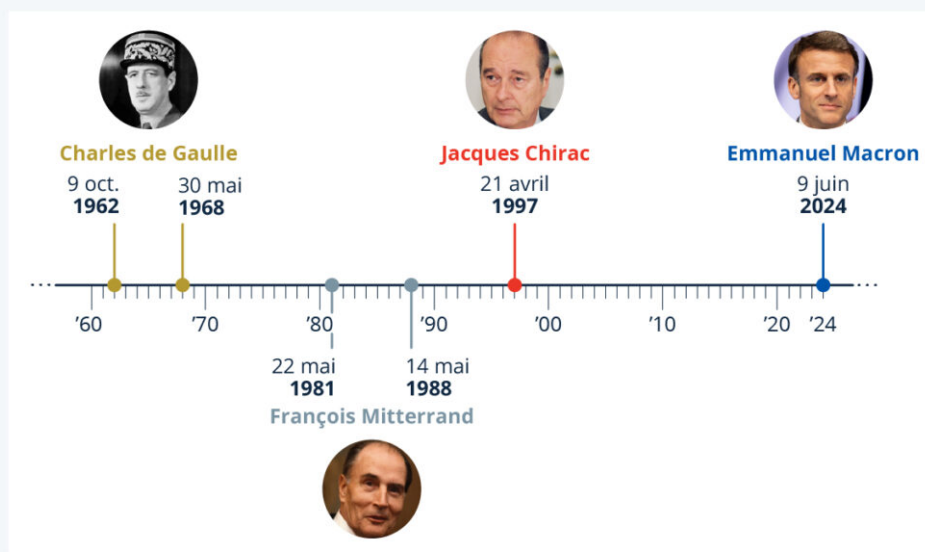 Charles de Gaulle
9 oct.
1962
30 mai
1968
Jacques Chirac
21 avril
1997
Emmanuel Macron
9 juin
2024
’60 ’70 ’80 ’90 ’00 ’10 ’20 ’24
22 mai
1981
14 mai
1988
François Mitterrand